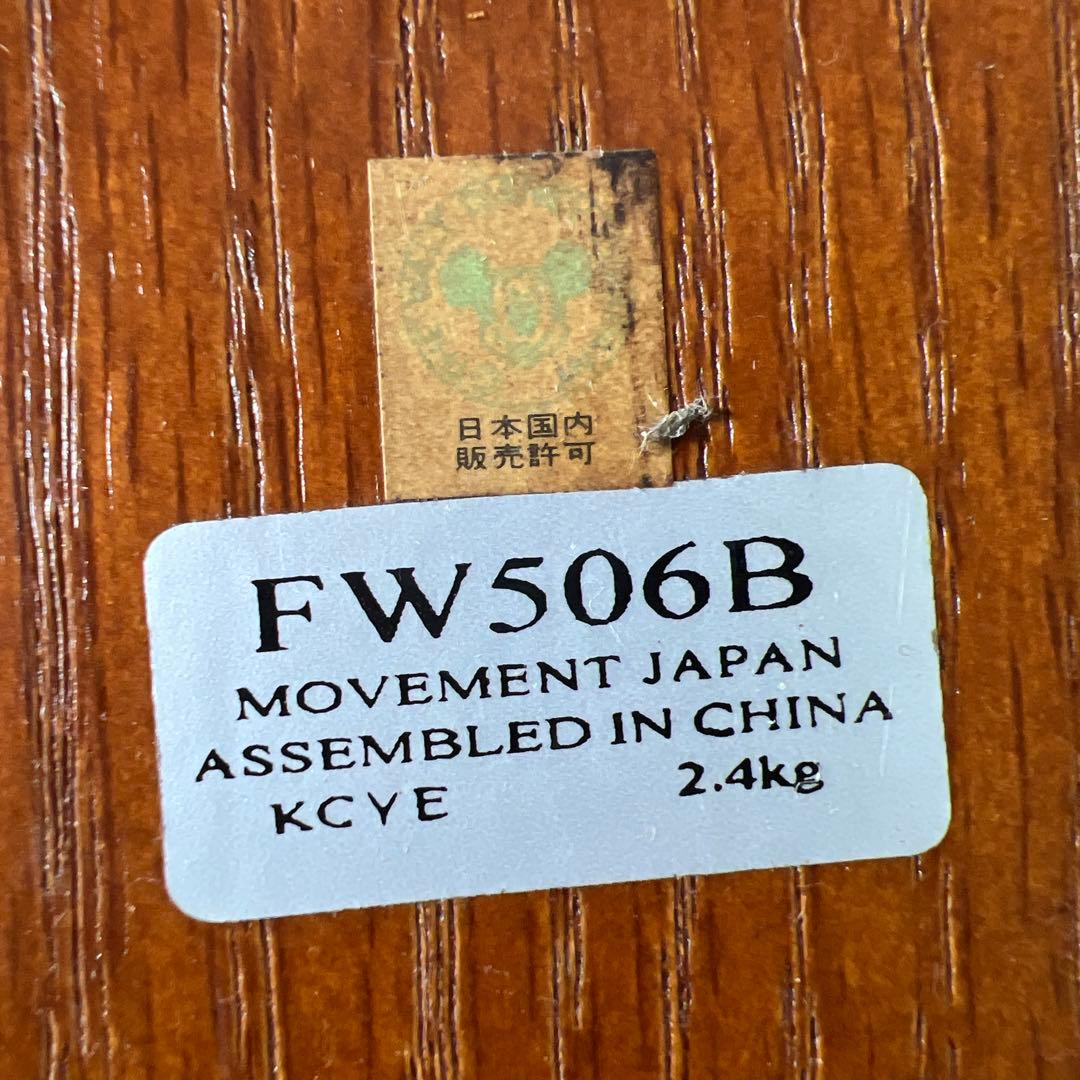 日本国内
販売許可
FW506B
MOVEMENT JAPAN
ASSEMBLED IN CHINA
KCYE 2.4kg